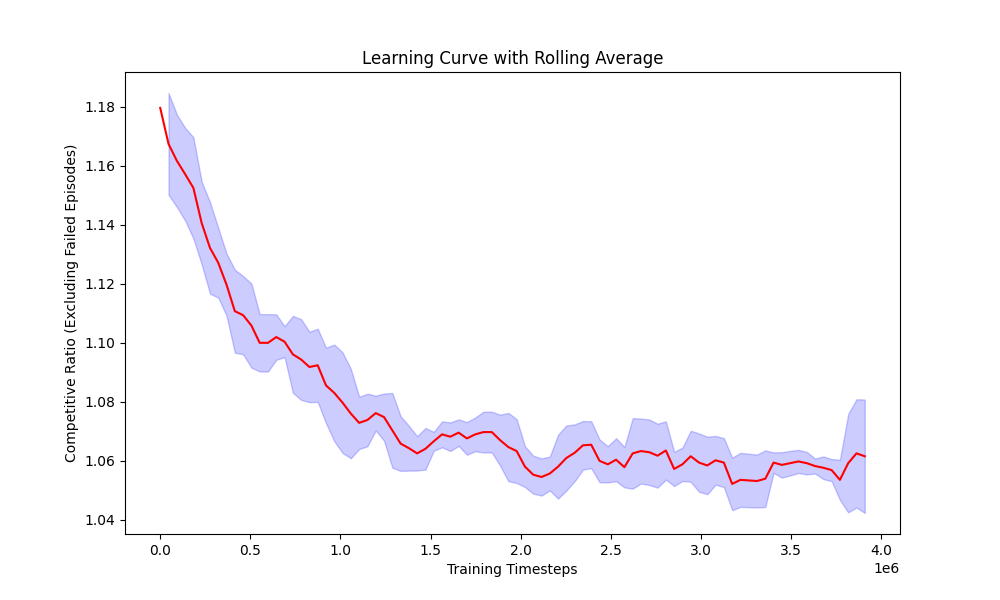 Learning Curve with Rolling Average
Competitive Ratio (Excluding Failed Episodes)
1.18
1.16
1.14
1.12
1.10
1.08
1.06
1.04
0.0 0.5 1.0 1.5 2.0 2.5 3.0 3.5 4.0
1e6
Training Timesteps